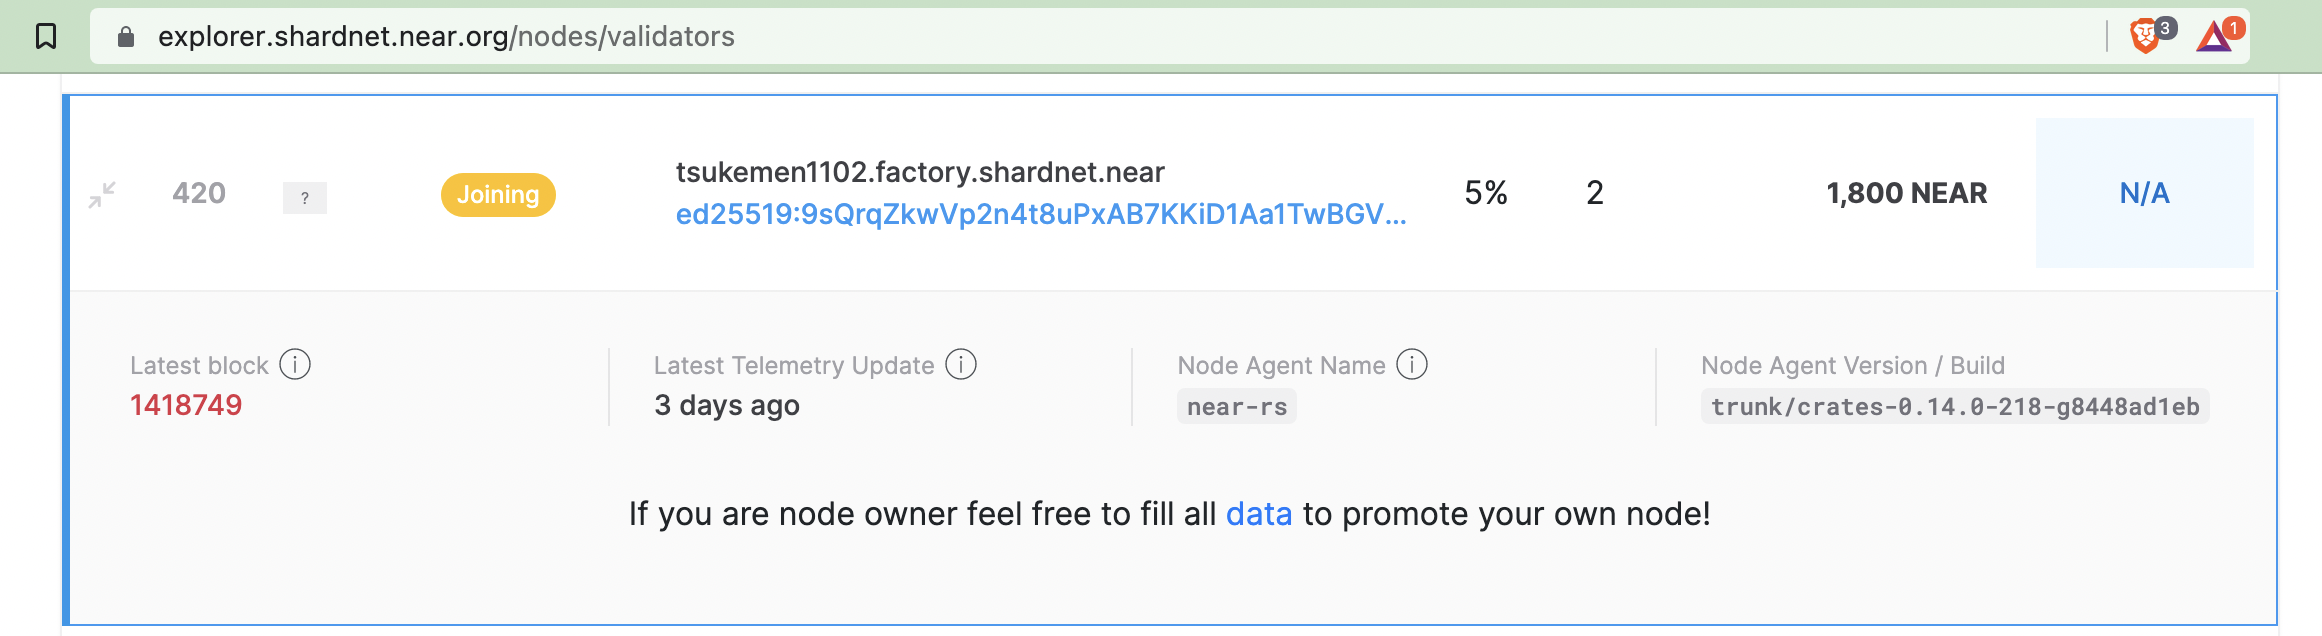 explorer.shardnet.near.org/nodes/validators
3
1
420
?
Joining
tsukemen1102.factory.shardnet.near
ed25519:9sQrqZkwVp2n4t8uPxAB7KKiD1Aa1TwBGV...
5%
2
1,800 NEAR
N/A
Latest block
1418749
Latest Telemetry Update
3 days ago
Node Agent Name
near-rs
Node Agent Version / Build
trunk/crates-0.14.0-218-g8448ad1eb
If you are node owner feel free to fill all data to promote your own node!